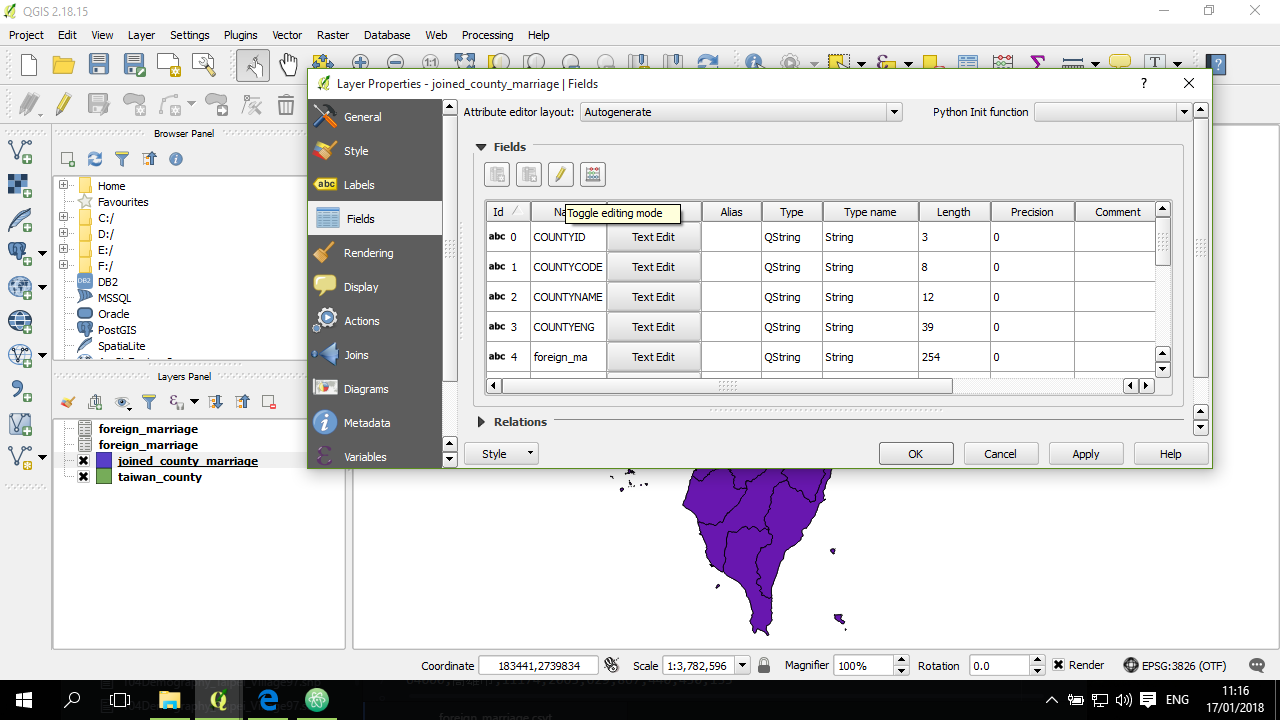 QGIS 2.18.15
Project Edit View Layer Settings Plugins Vector Raster Database Web Processing Help
Layer Properties - joined_county_marriage | Fields
General
Style
Labels
Fields
Rendering
Display
Actions
Joins
Diagrams
Metadata
Variables
Attribute editor layout: Autogenerate Python Init function
Fields
Toggle editing mode
Id Alias Type Type name Length Precision Comment
abc 0 COUNTYID Text Edit QString String 3 0
abc 1 COUNTYCODE Text Edit QString String 8 0
abc 2 COUNTYNAME Text Edit QString String 12 0
abc 3 COUNTYENG Text Edit QString String 39 0
abc 4 foreign_ma Text Edit QString String 254 0
Relations
Style OK Cancel Apply Help
Browser Panel
Home
Favourites
C:/
D:/
E:/
F:/
DB2
MSSQL
Oracle
PostGIS
SpatiaLite
Layers Panel
foreign_marriage
foreign_marriage
joined_county_marriage
taiwan_county
Coordinate 183441,2739834 Scale 1:3,782,596 Magnifier 100% Rotation 0.0 Render EPSG:3826 (OTF)
ENG
11:16
17/01/2018